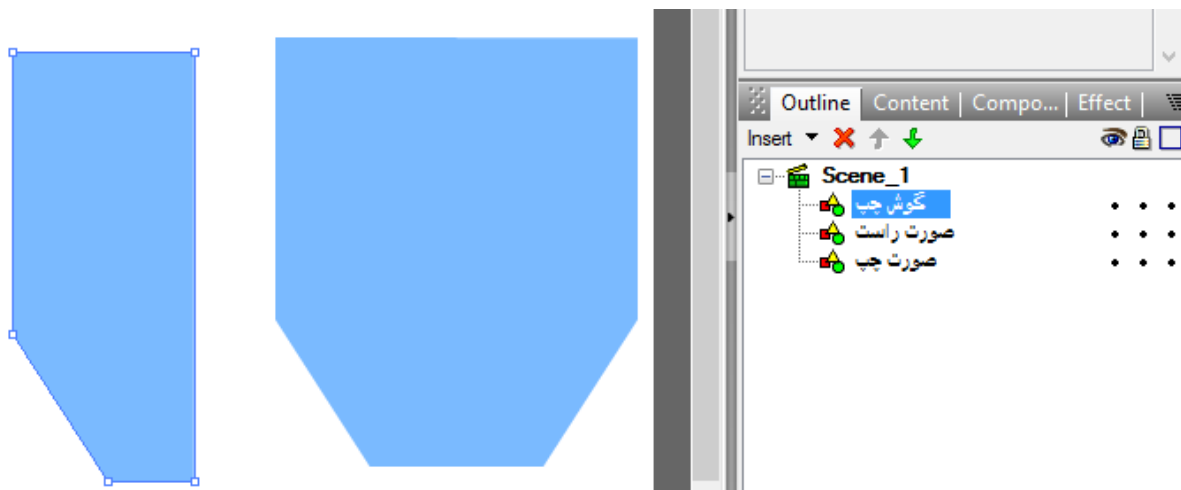 Outline | Content | Compo... | Effect |
Insert
Scene_1
گوش چپ
صورت راست
صورت چپ